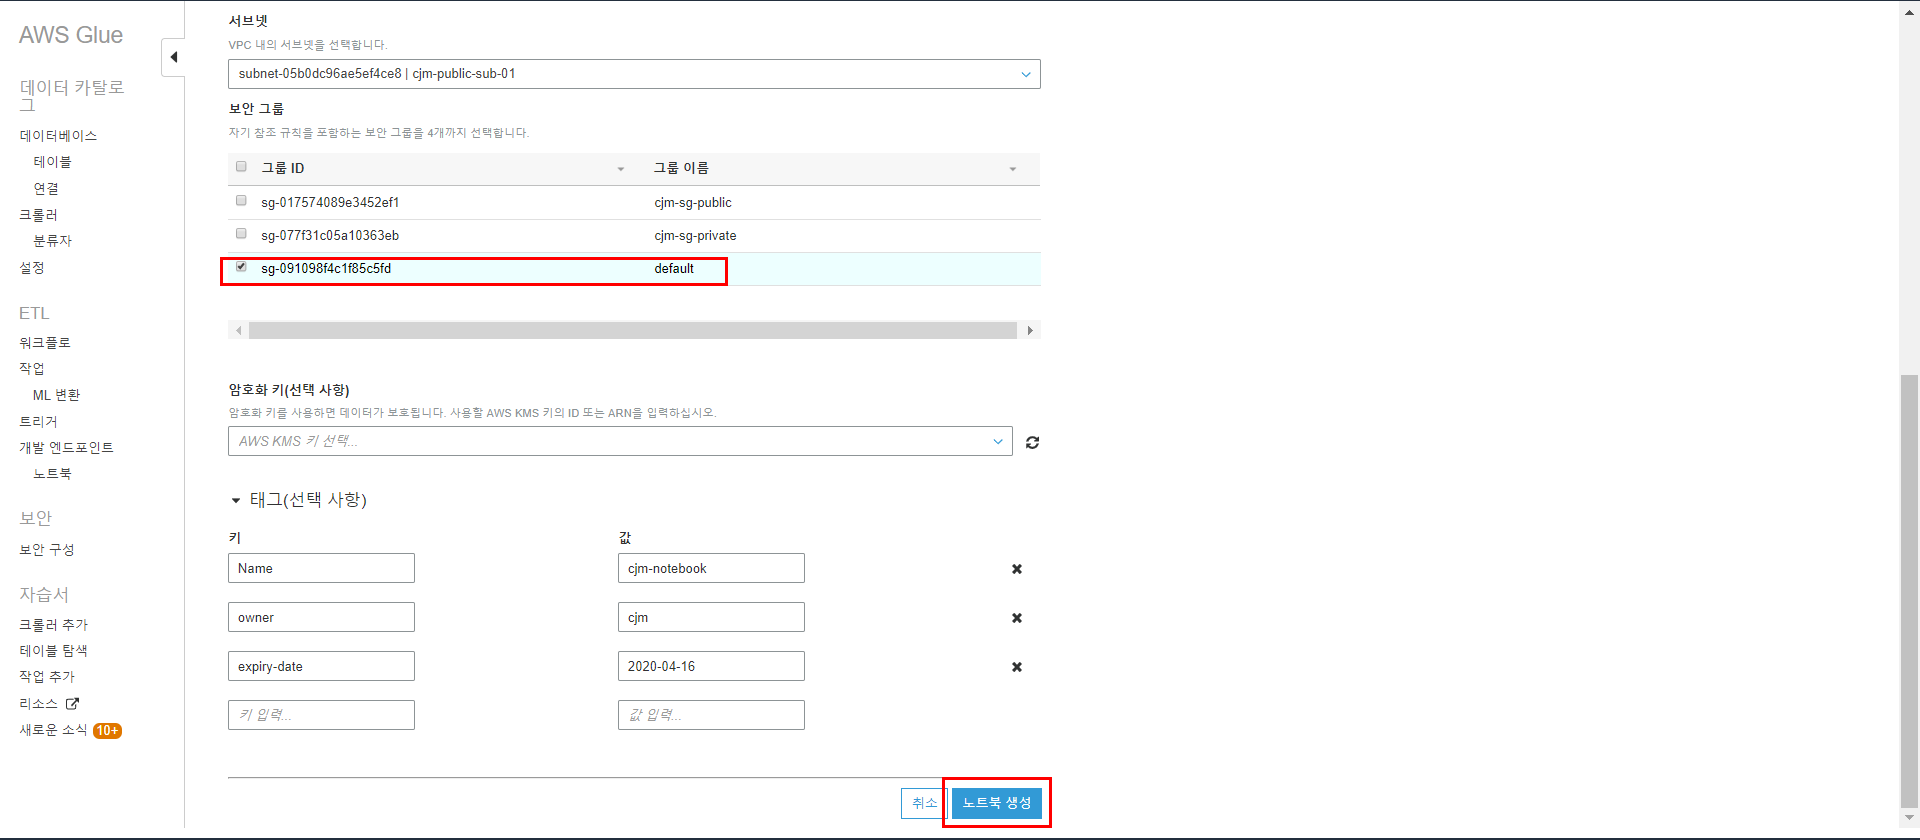 AWS Glue
데이터 카탈로
그
데이터베이스
테이블
연결
크롤러
분류자
설정
ETL
워크플로
작업
ML 변환
트리거
개발 엔드포인트
노트북
보안
보안 구성
자습서
크롤러 추가
테이블 탐색
작업 추가
리소스
새로운 소식 10+
서브넷
VPC 내의 서브넷을 선택합니다.
subnet-05b0dc96ae5ef4ce8 | cjm-public-sub-01
보안 그룹
자기 참조 규칙을 포함하는 보안 그룹을 4개까지 선택합니다.
그룹 ID 그룹 이름
sg-017574089e3452ef1 cjm-sg-public
sg-077f31c05a10363eb cjm-sg-private
sg-091098f4c1f85c5fd default
암호화 키(선택 사항)
암호화 키를 사용하면 데이터가 보호됩니다. 사용할 AWS KMS 키의 ID 또는 ARN을 입력하십시오.
AWS KMS 키 선택...
태그(선택 사항)
키 값
Name cjm-notebook
owner cjm
expiry-date 2020-04-16
키 입력... 값 입력...
취소 노트북 생성